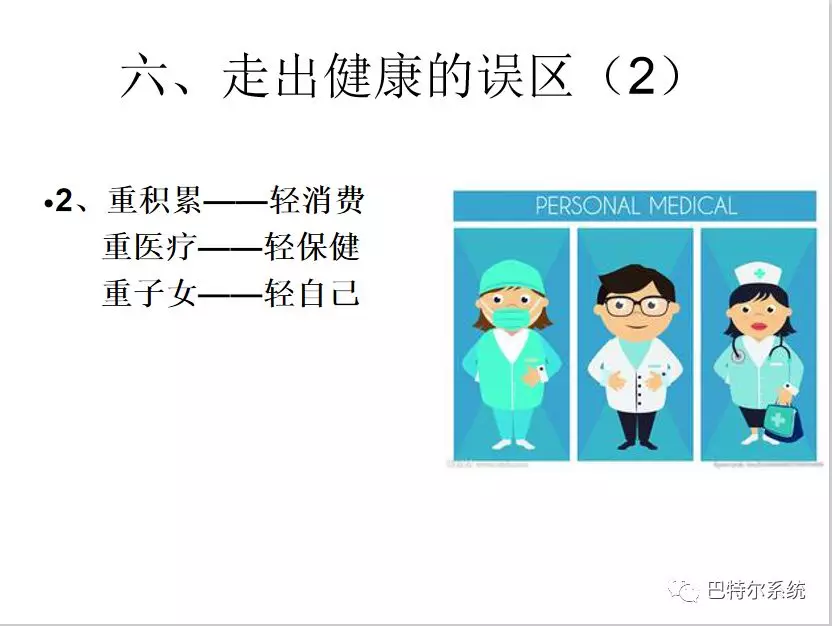 六、走出健康的误区（2）
•2、重积累——轻消费
重医疗——轻保健
重子女——轻自己
PERSONAL MEDICAL
巴特尔系统